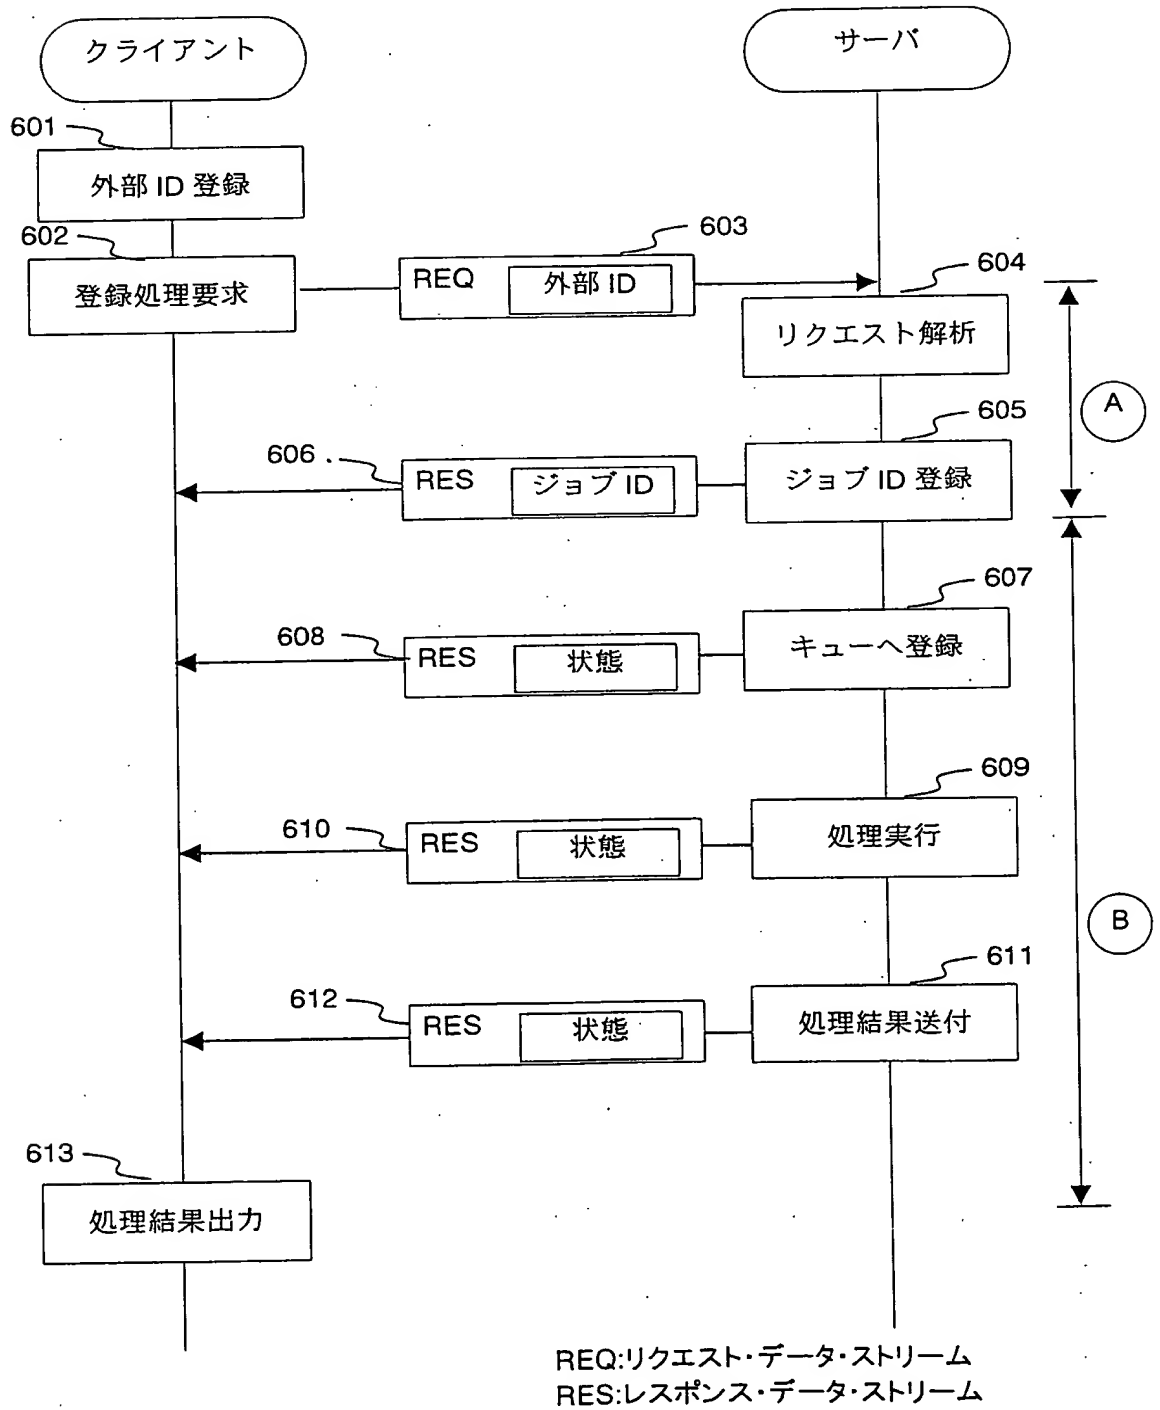 クライアント
サーバ
601
外部 ID 登録
602
登録処理要求
603
REQ
外部 ID
604
リクエスト解析
A
605
ジョブ ID 登録
606
RES
ジョブ ID
607
キューへ登録
608
RES
状態
609
処理実行
610
RES
状態
B
611
処理結果送付
612
RES
状態
613
処理結果出力
REQ:リクエスト・データ・ストリーム
RES:レスポンス・データ・ストリーム